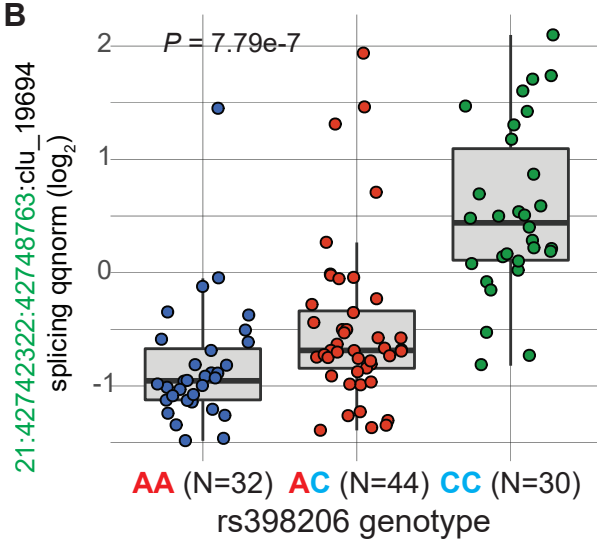 B
P = 7.79e-7
21:42742322:42748763:clu_19694
splicing qqnorm (log2)
2
1
0
-1
AA (N=32) AC (N=44) CC (N=30)
rs398206 genotype